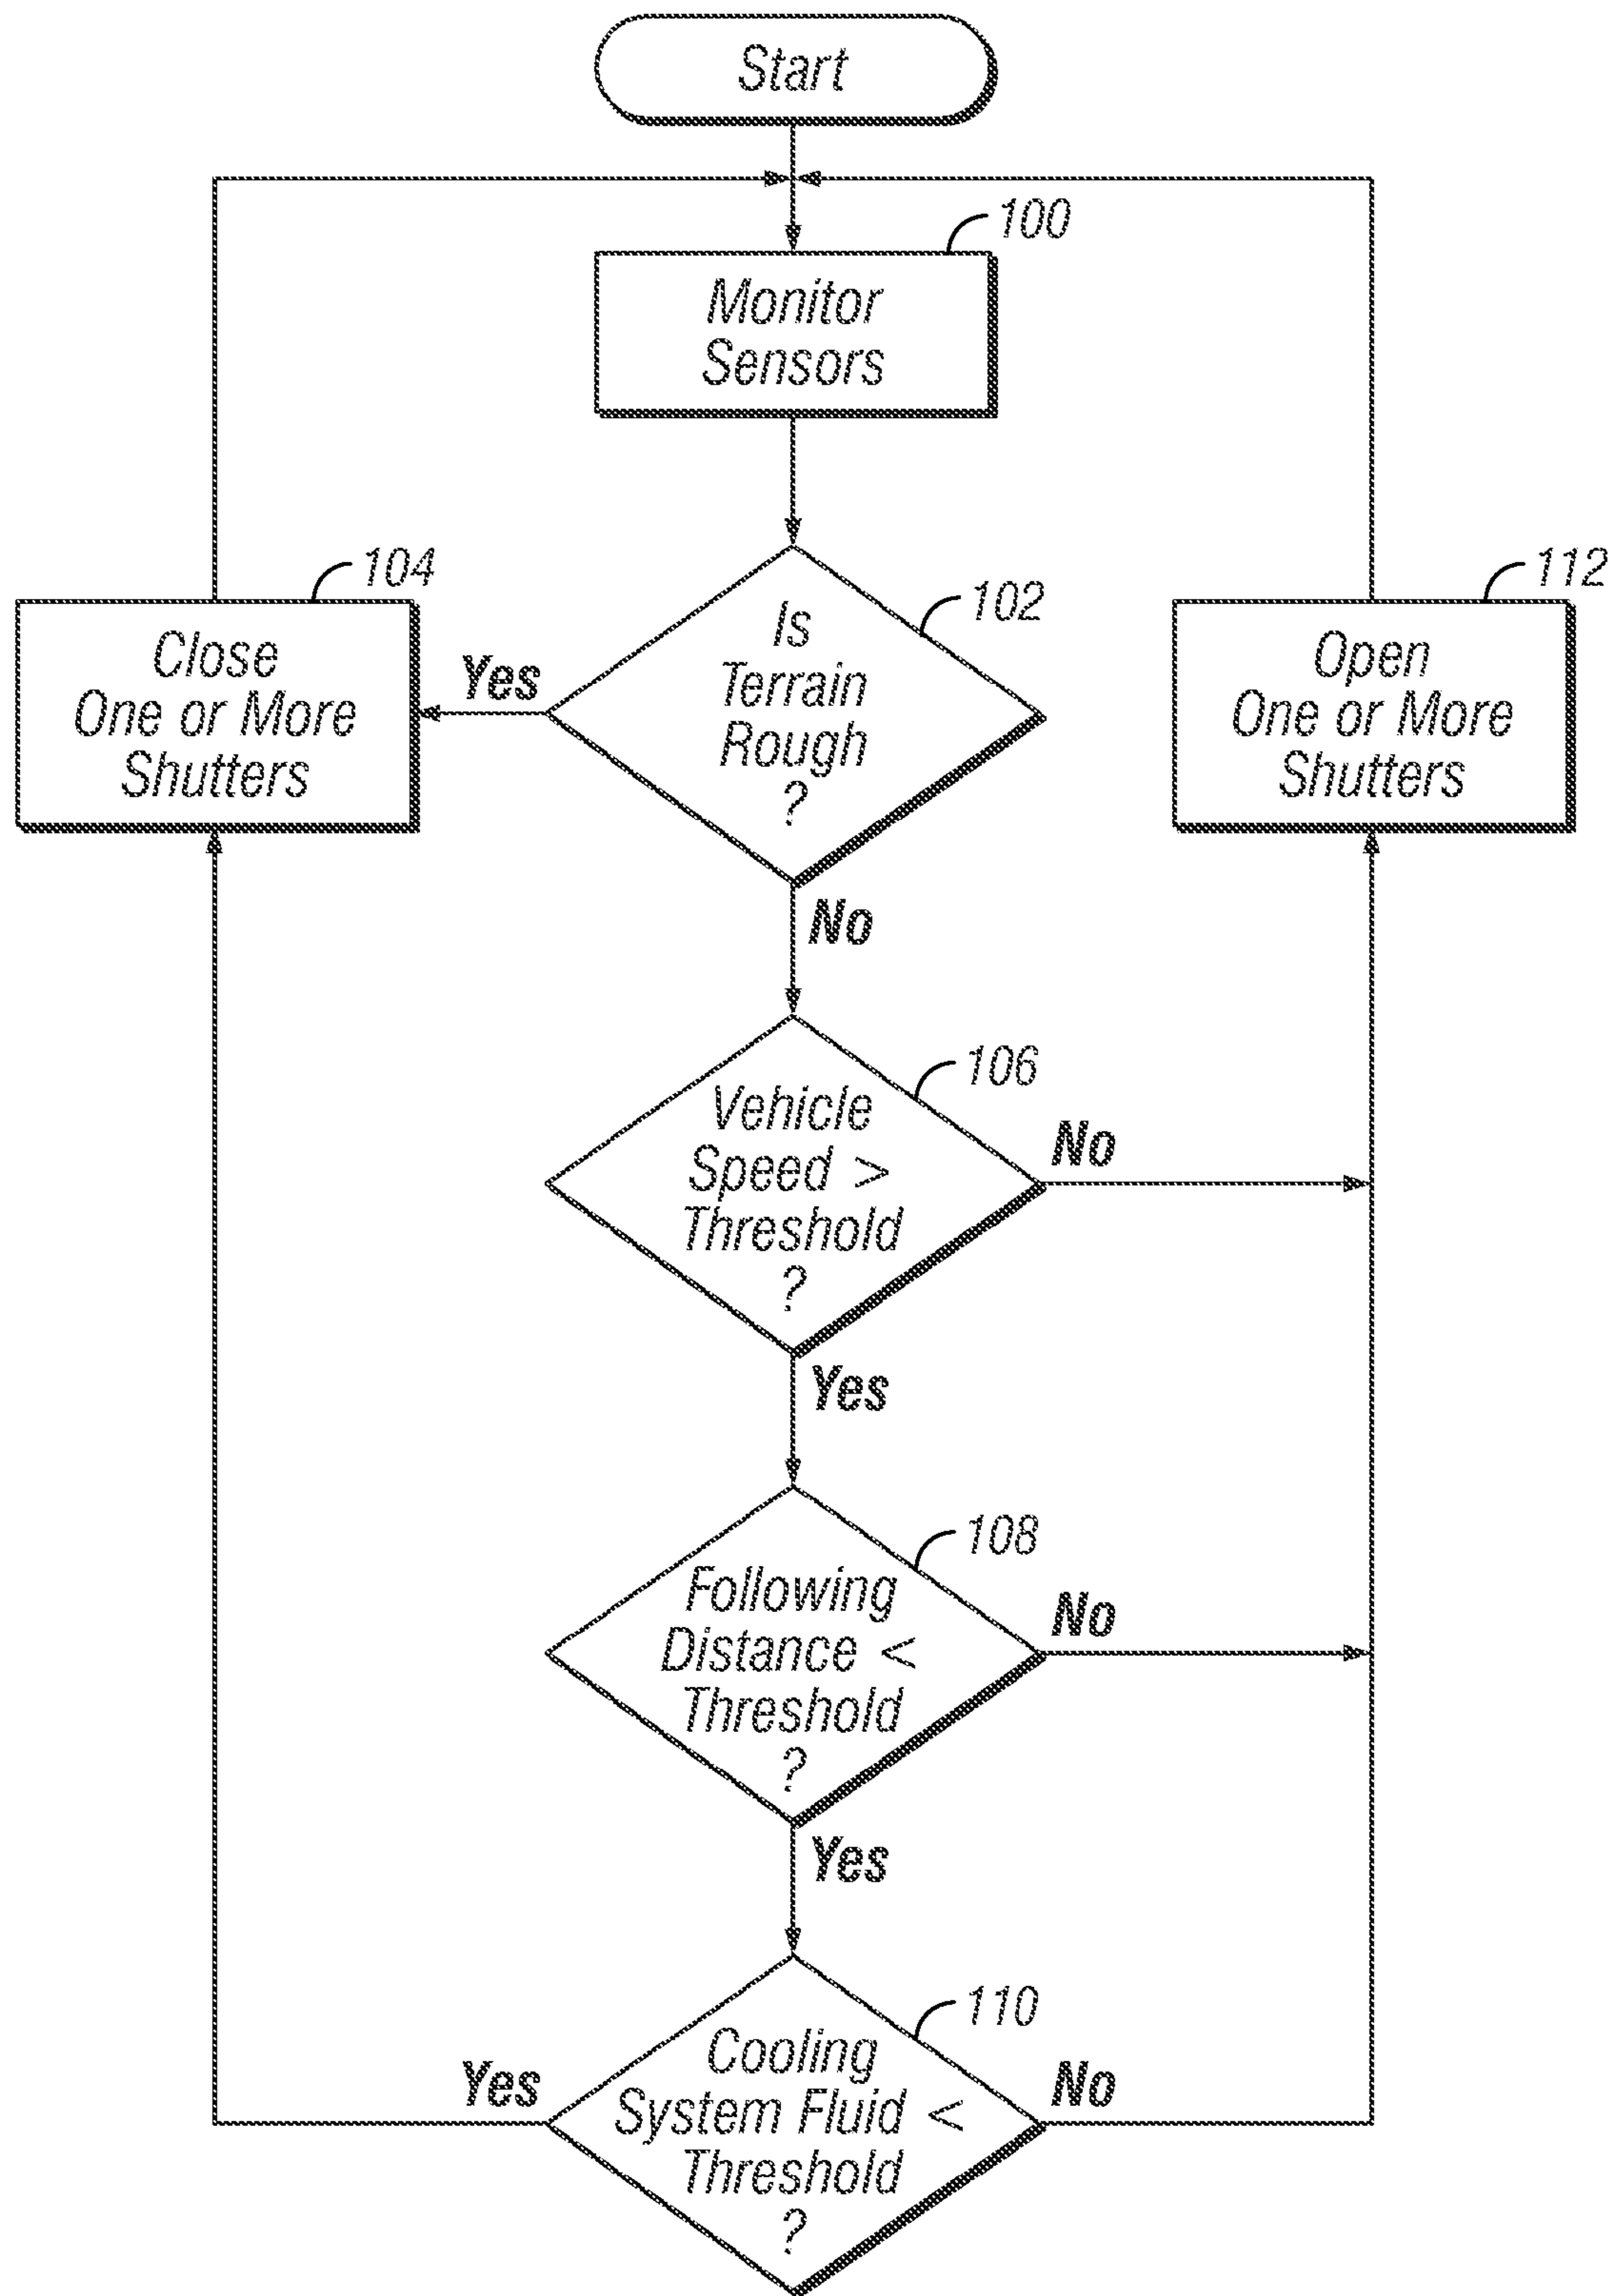 Start
100
Monitor
Sensors
104
Close
One or More
Shutters
Yes
102
Is
Terrain
Rough
?
112
Open
One or More
Shutters
No
106
Vehicle
Speed >
Threshold
?
No
Yes
108
Following
Distance <
Threshold
?
No
Yes
110
Cooling
System Fluid <
Threshold
?
Yes
No